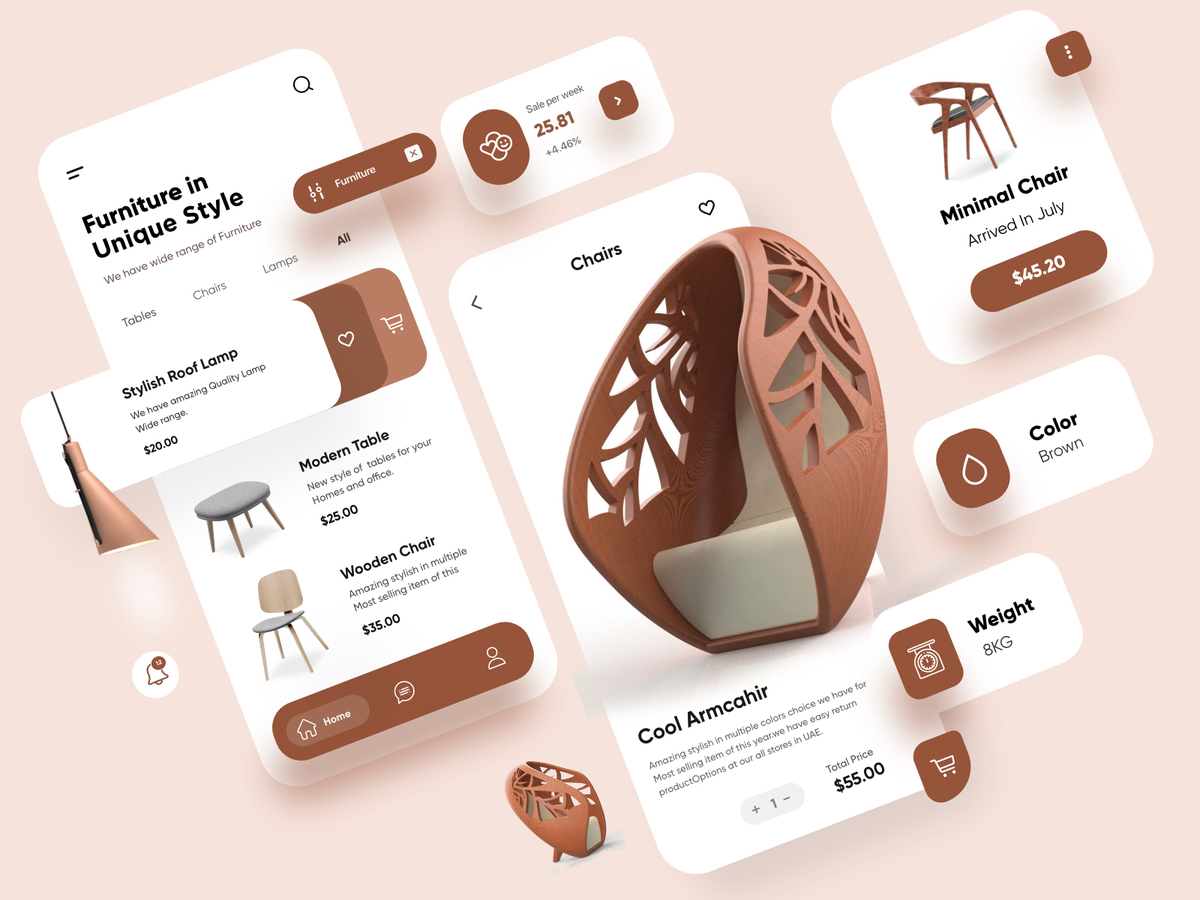 Furniture in
Unique Style
We have wide range of Furniture
Furniture
All
Lamps
Chairs
Tables
Stylish Roof Lamp
We have amazing Quality Lamp
Wide range.
$20.00
Modern Table
New style of tables for your
Homes and office.
$25.00
Wooden Chair
Amazing stylish in multiple
Most selling item of this
$35.00
Home
12
Sale per week
25.81
+4.46%
Chairs
Cool Armcahir
Amazing stylish in multiple colors choice we have for
Most selling item of this year.we have easy return
productOptions at our all stores in UAE.
+ 1 −
Total Price
$55.00
Minimal Chair
Arrived In July
$45.20
Color
Brown
Weight
8KG